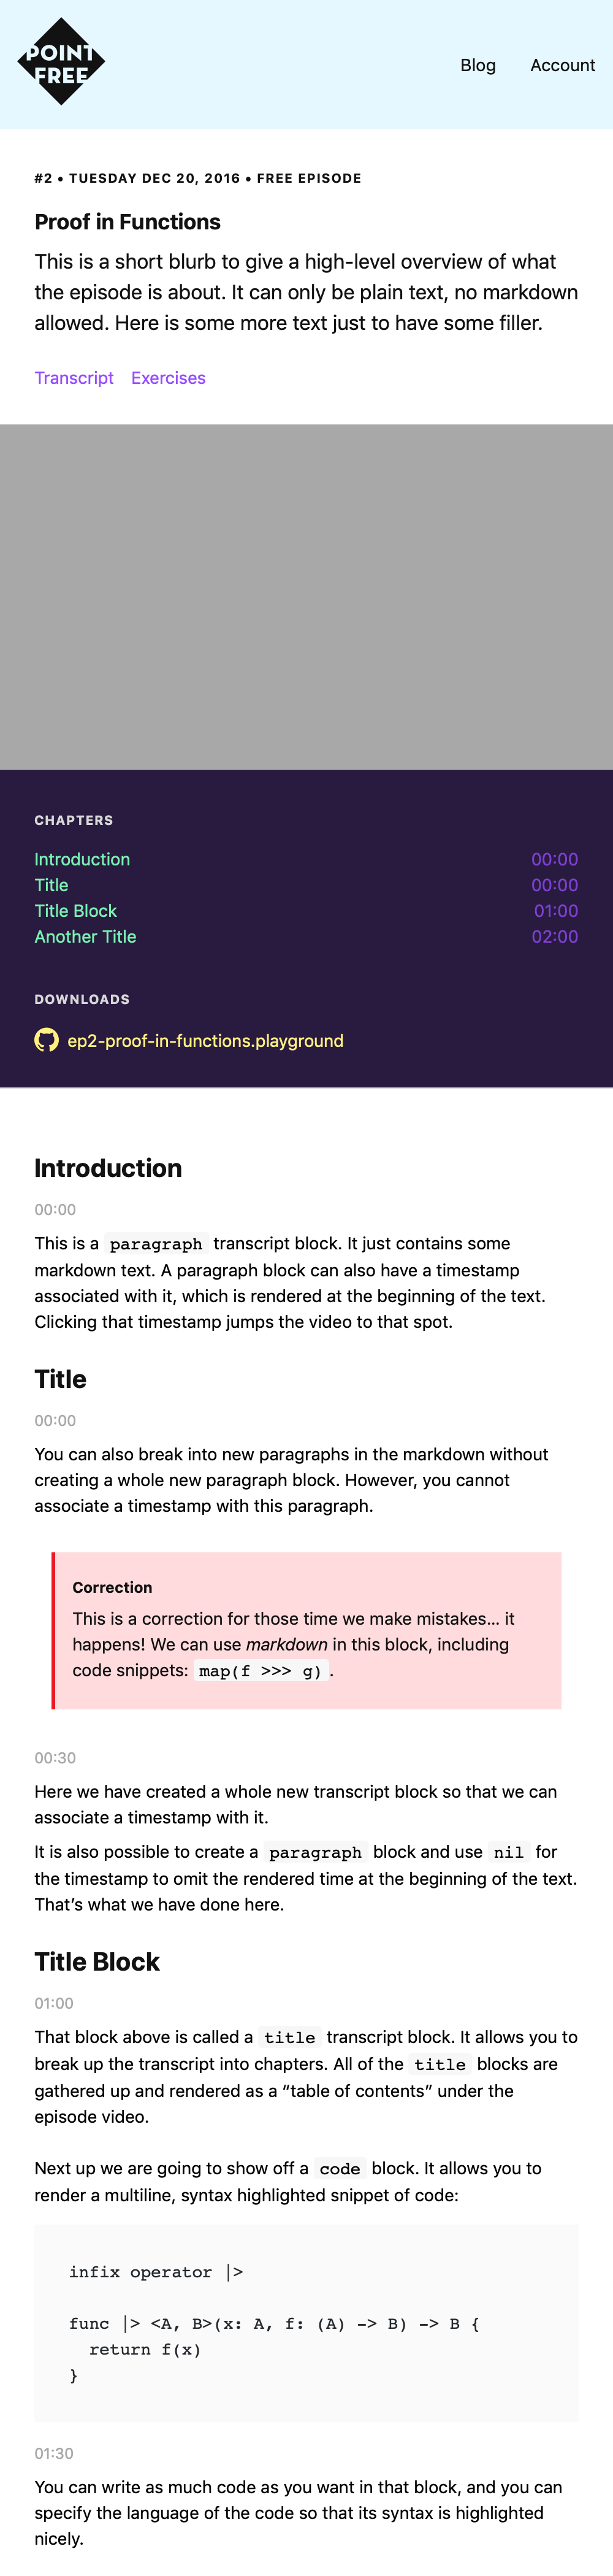 POINT
FREE
Blog Account
#2 • TUESDAY DEC 20, 2016 • FREE EPISODE
Proof in Functions
This is a short blurb to give a high-level overview of what
the episode is about. It can only be plain text, no markdown
allowed. Here is some more text just to have some filler.
Transcript Exercises
CHAPTERS
Introduction 00:00
Title 00:00
Title Block 01:00
Another Title 02:00
DOWNLOADS
ep2-proof-in-functions.playground
Introduction
00:00
This is a paragraph transcript block. It just contains some
markdown text. A paragraph block can also have a timestamp
associated with it, which is rendered at the beginning of the text.
Clicking that timestamp jumps the video to that spot.
Title
00:00
You can also break into new paragraphs in the markdown without
creating a whole new paragraph block. However, you cannot
associate a timestamp with this paragraph.
Correction
This is a correction for those time we make mistakes… it
happens! We can use markdown in this block, including
code snippets: map(f >>> g).
00:30
Here we have created a whole new transcript block so that we can
associate a timestamp with it.
It is also possible to create a paragraph block and use nil for
the timestamp to omit the rendered time at the beginning of the text.
That’s what we have done here.
Title Block
01:00
That block above is called a title transcript block. It allows you to
break up the transcript into chapters. All of the title blocks are
gathered up and rendered as a “table of contents” under the
episode video.
Next up we are going to show off a code block. It allows you to
render a multiline, syntax highlighted snippet of code:
infix operator |>
func |> <A, B>(x: A, f: (A) -> B) -> B {
  return f(x)
}
01:30
You can write as much code as you want in that block, and you can
specify the language of the code so that its syntax is highlighted
nicely.